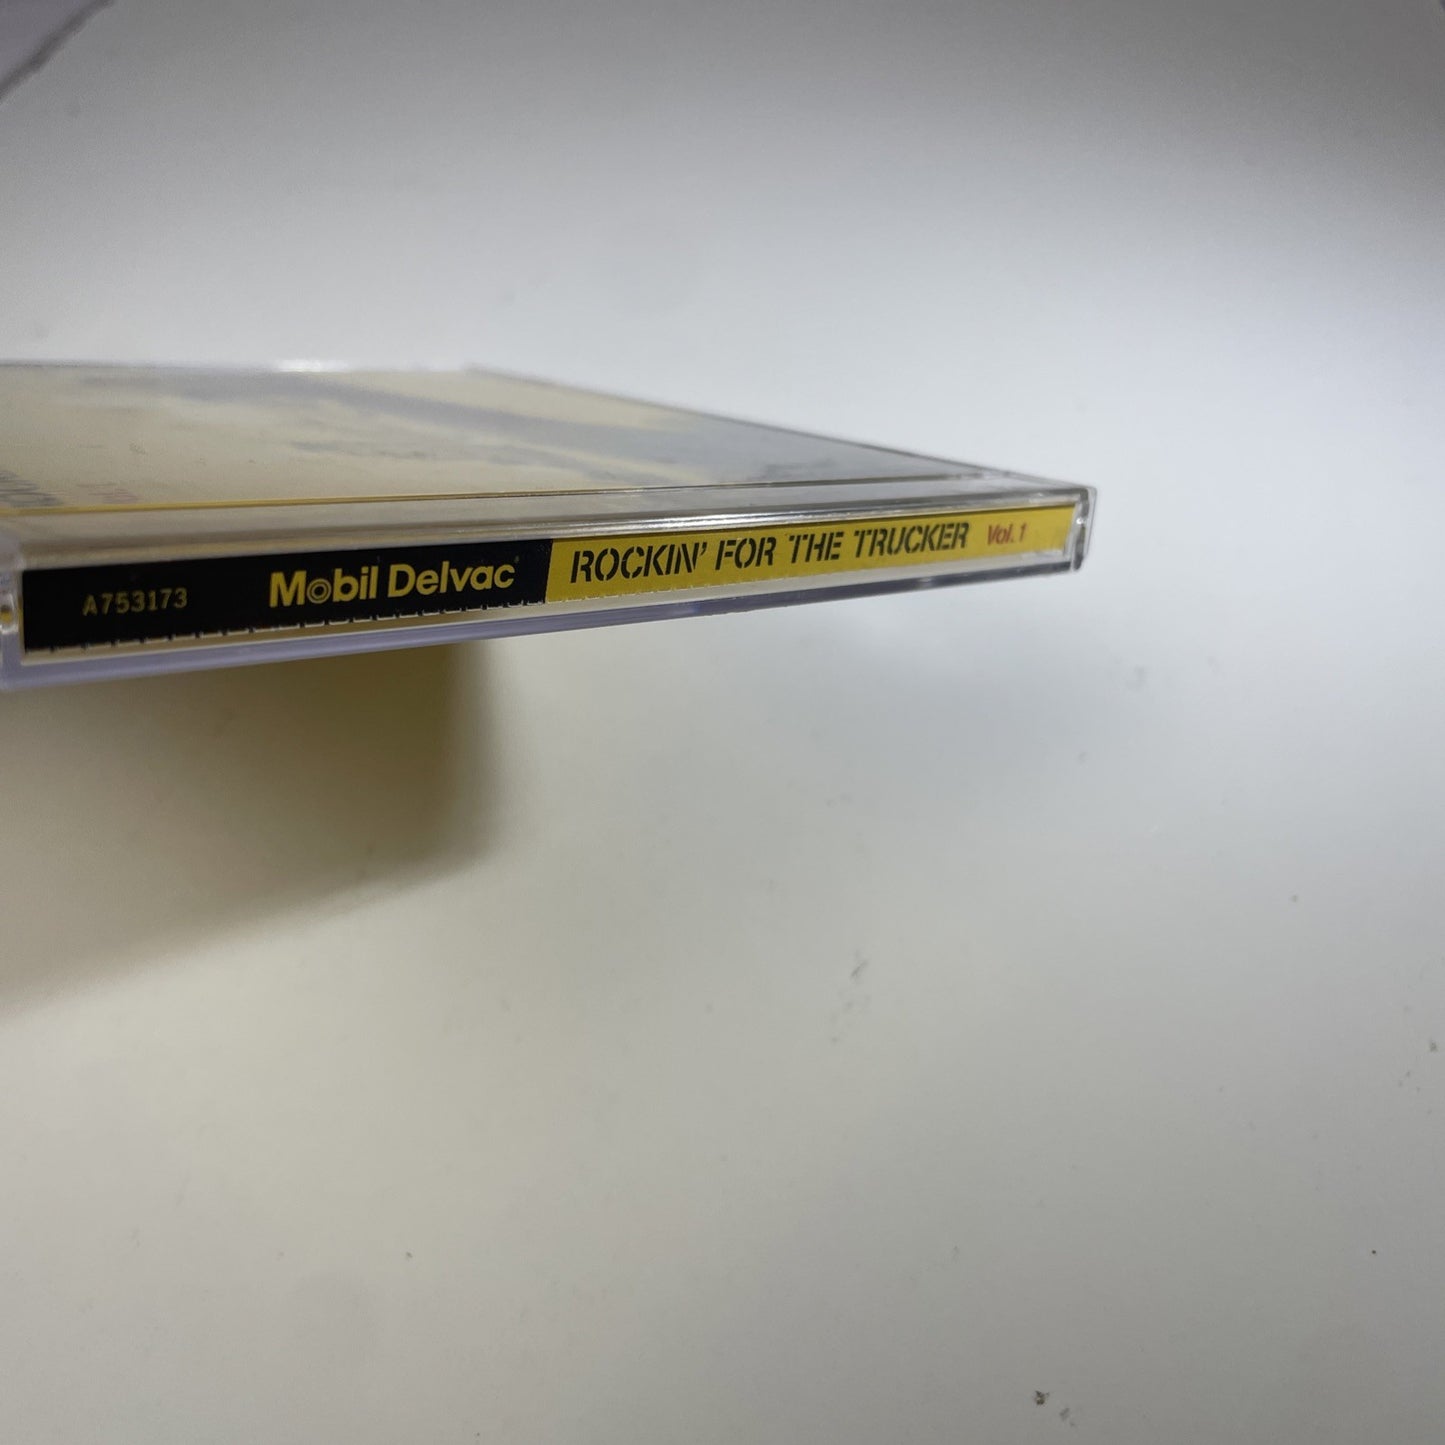 A753173 Mobil Delvac ROCKIN' FOR THE TRUCKER Vol. 1